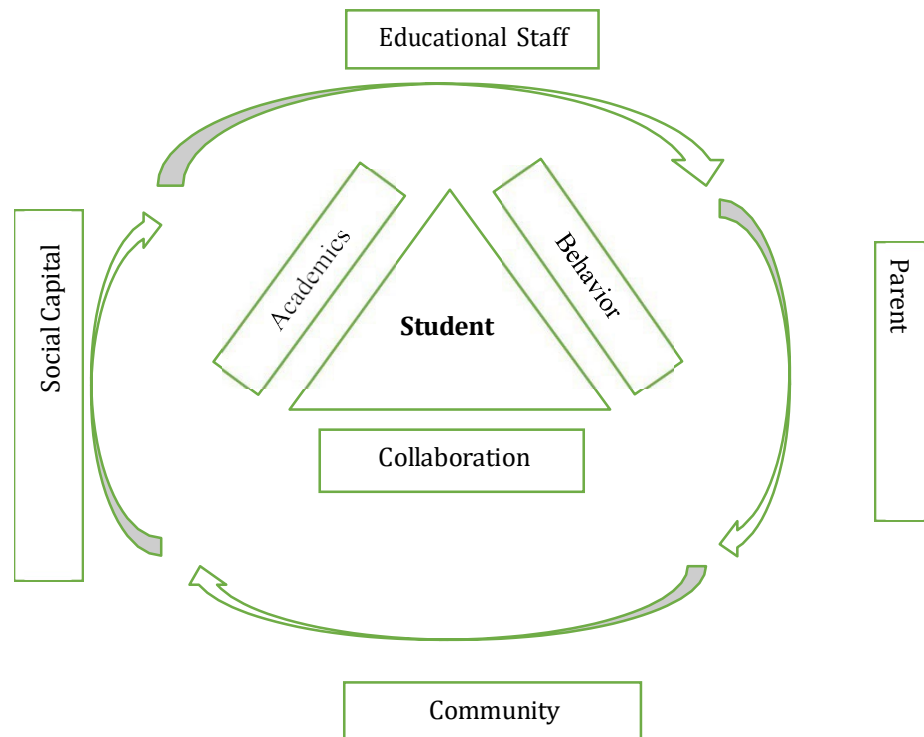 Educational Staff
Social Capital
Academics
Behavior
Parent
Student
Collaboration
Community